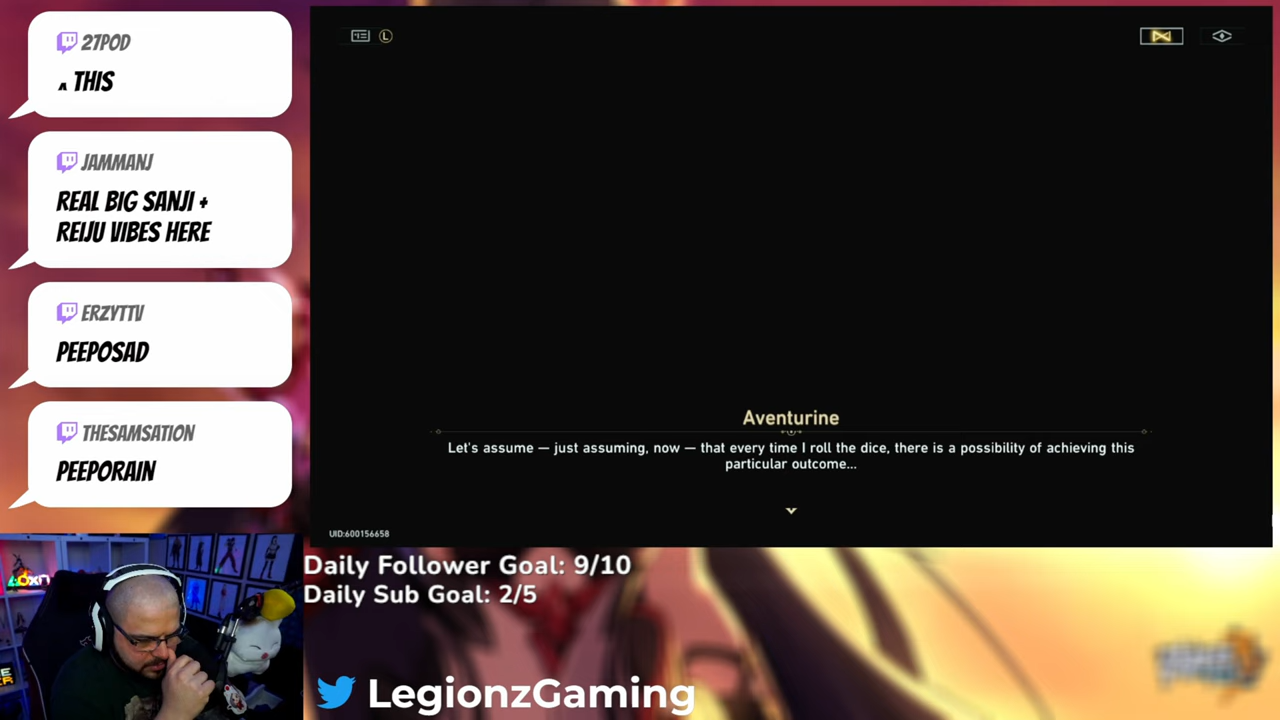 27POD
THIS
JAMMANJ
REAL BIG SANJI +
REIJU VIBES HERE
ERZYTTV
PEEPOSAD
THESAMSATION
PEEPORAIN
L
Aventurine
Let's assume — just assuming, now — that every time I roll the dice, there is a possibility of achieving this
particular outcome...
UID:600156658
Daily Follower Goal: 9/10
Daily Sub Goal: 2/5
LegionzGaming